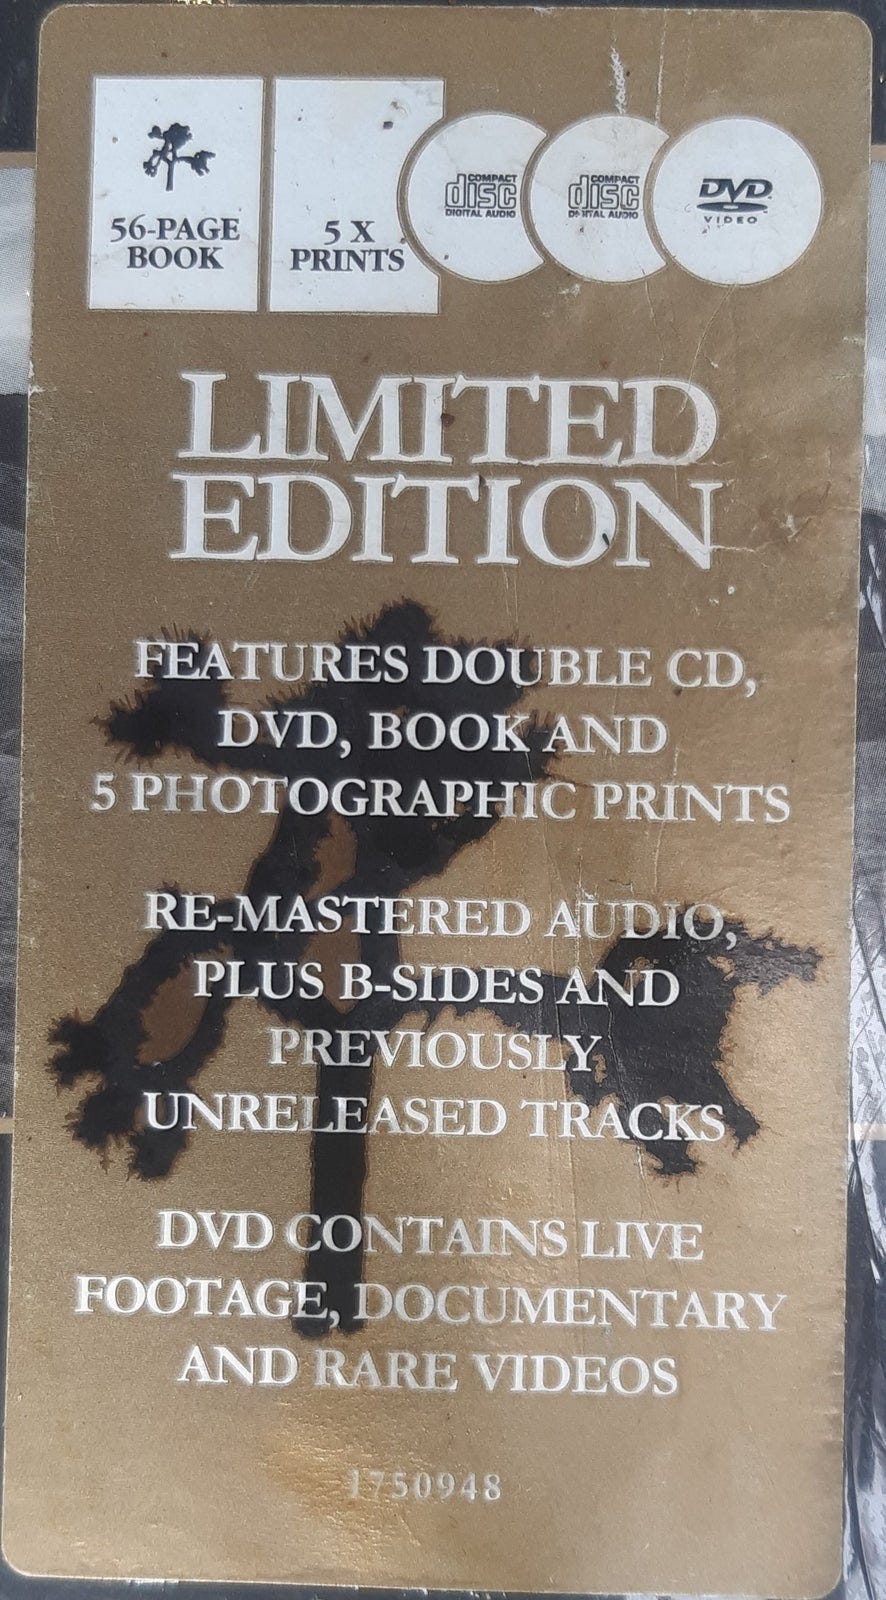 56-PAGE
BOOK
5 X
PRINTS
COMPACT
disc
DIGITAL AUDIO
COMPACT
disc
DIGITAL AUDIO
DVD
VIDEO
LIMITED
EDITION
FEATURES DOUBLE CD,
DVD, BOOK AND
5 PHOTOGRAPHIC PRINTS
RE-MASTERED AUDIO,
PLUS B-SIDES AND
PREVIOUSLY
UNRELEASED TRACKS
DVD CONTAINS LIVE
FOOTAGE, DOCUMENTARY
AND RARE VIDEOS
1750948